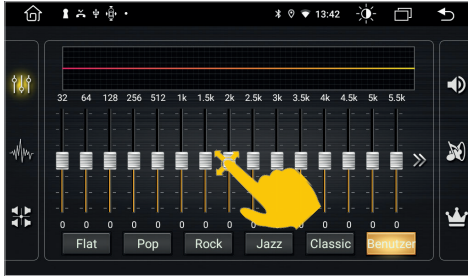 13:42
32 64 128 256 512 1k 1.5k 2k 2.5k 3k 3.5k 4k 4.5k 5k 5.5k
0 0 0 0 0 0 0 0 0 0 0 0 0 0 0
Flat Pop Rock Jazz Classic Benutzer